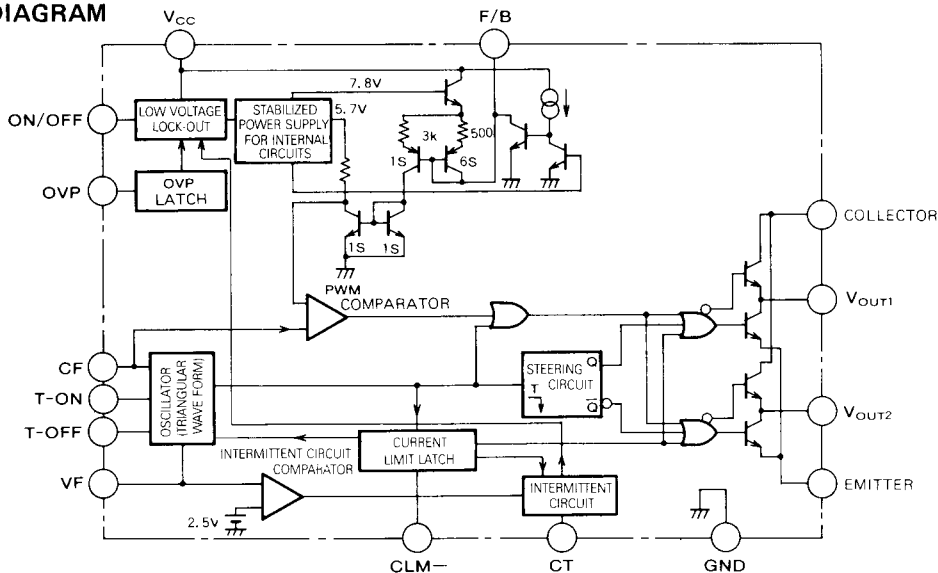 DIAGRAM
VCC
F/B
7.8V
ON/OFF
LOW VOLTAGE
LOCK-OUT
STABILIZED
POWER SUPPLY
FOR INTERNAL
CIRCUITS
5.7V
3k
500
1S
6S
OVP
OVP
LATCH
COLLECTOR
1S
1S
PWM
COMPARATOR
VOUT1
CF
OSCILLATOR
(TRIANGULAR
WAVE FORM)
STEERING
CIRCUIT
Q
T
Q̄
T-ON
T-OFF
VOUT2
INTERMITTENT CIRCUIT
COMPARATOR
CURRENT
LIMIT LATCH
VF
INTERMITTENT
CIRCUIT
EMITTER
2.5V
CLM−
CT
GND